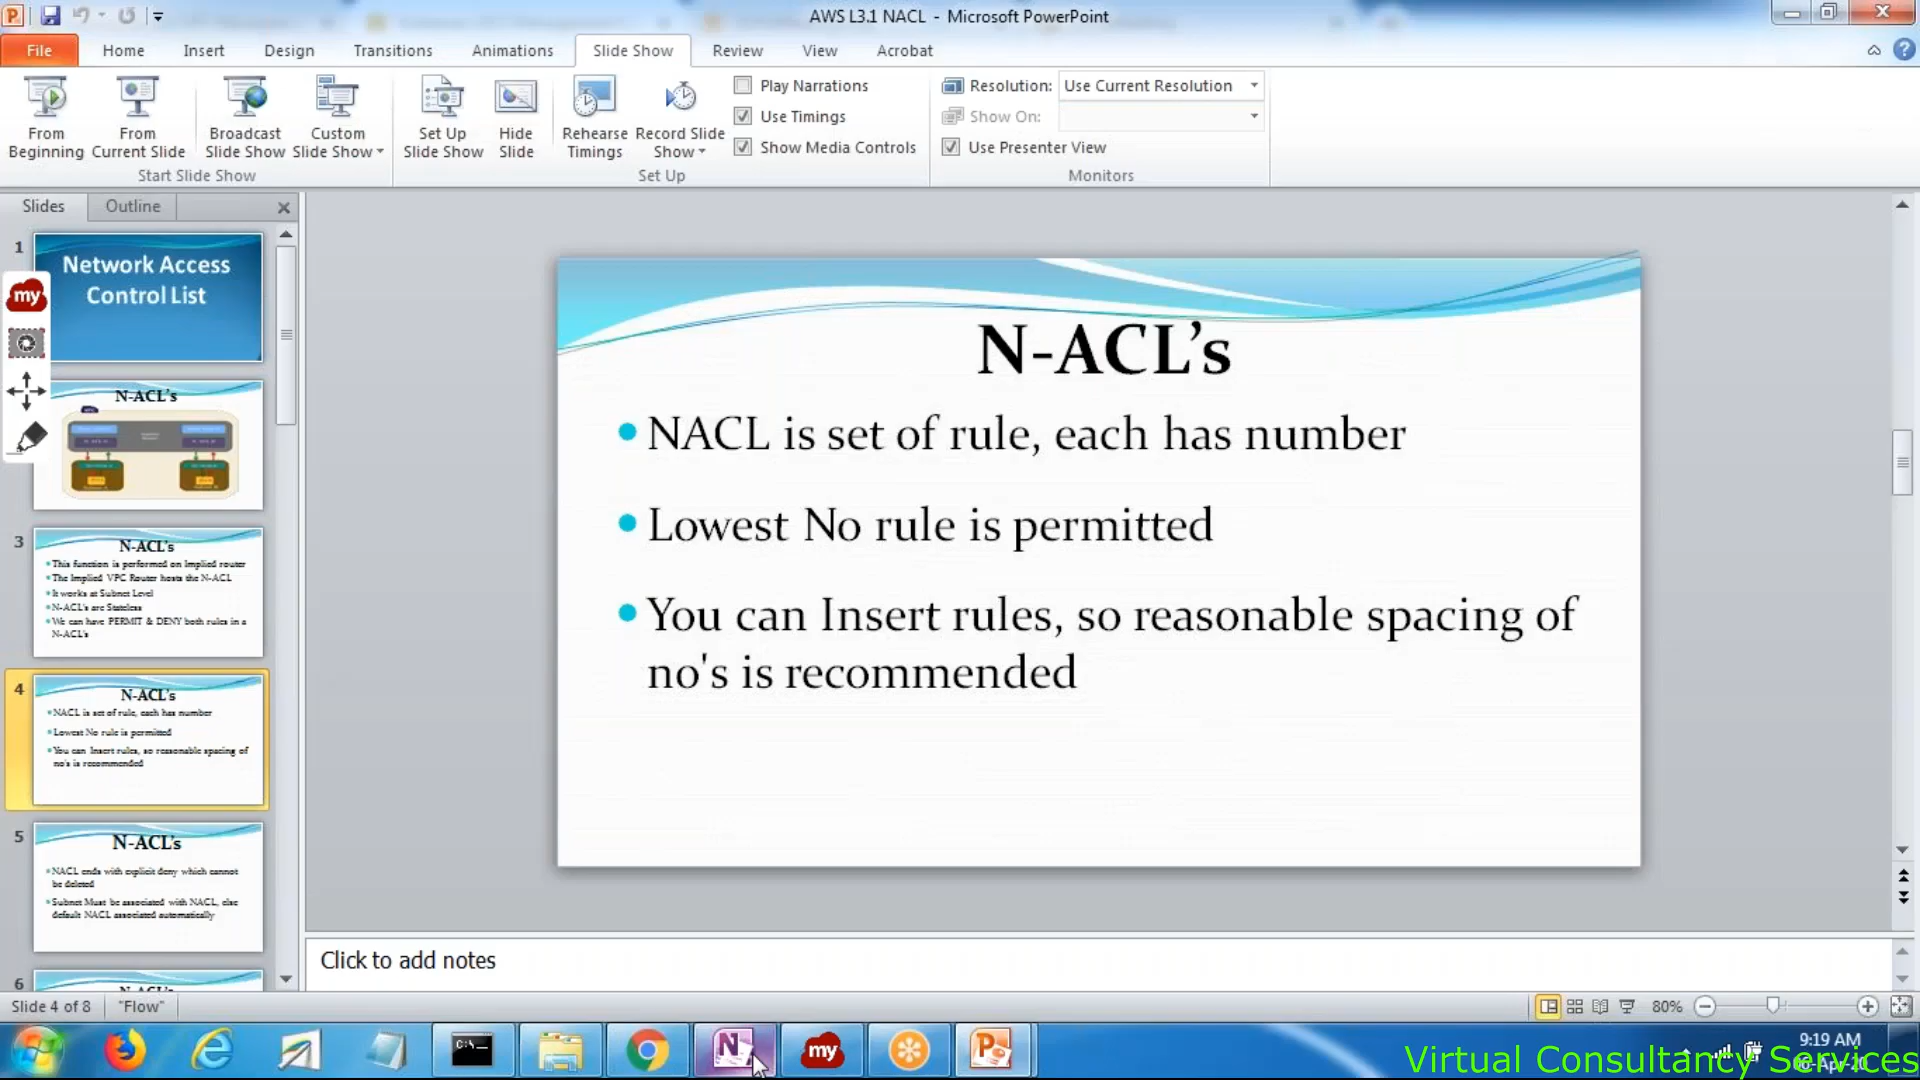 AWS L3.1 NACL - Microsoft PowerPoint
File Home Insert Design Transitions Animations Slide Show Review View Acrobat
From Beginning
From Current Slide
Broadcast Slide Show
Custom Slide Show
Set Up Slide Show
Hide Slide
Rehearse Timings
Record Slide Show
Play Narrations
Use Timings
Show Media Controls
Resolution: Use Current Resolution
Show On:
Use Presenter View
Start Slide Show
Set Up
Monitors
Slides Outline
1
Network Access
Control List
my
N-ACL's
3
N-ACL's
This function is performed on Implied router
The Implied VPC Router hosts the N-ACL
It works at Subnet Level
N-ACL's are Stateless
We can have PERMIT & DENY both rules in a
N-ACL's
4
N-ACL's
NACL is set of rule, each has number
Lowest No rule is permitted
You can Insert rules, so reasonable spacing of
no's is recommended
5
N-ACL's
NACL ends with explicit deny which cannot
be deleted
Subnet Must be associated with NACL, else
default NACL associated automatically
6
N-ACL's
N-ACL's
• NACL is set of rule, each has number
• Lowest No rule is permitted
• You can Insert rules, so reasonable spacing of
no's is recommended
Click to add notes
Slide 4 of 8 "Flow" 80%
C:\._
N
my
P
9:19 AM
Virtual Consultancy Services